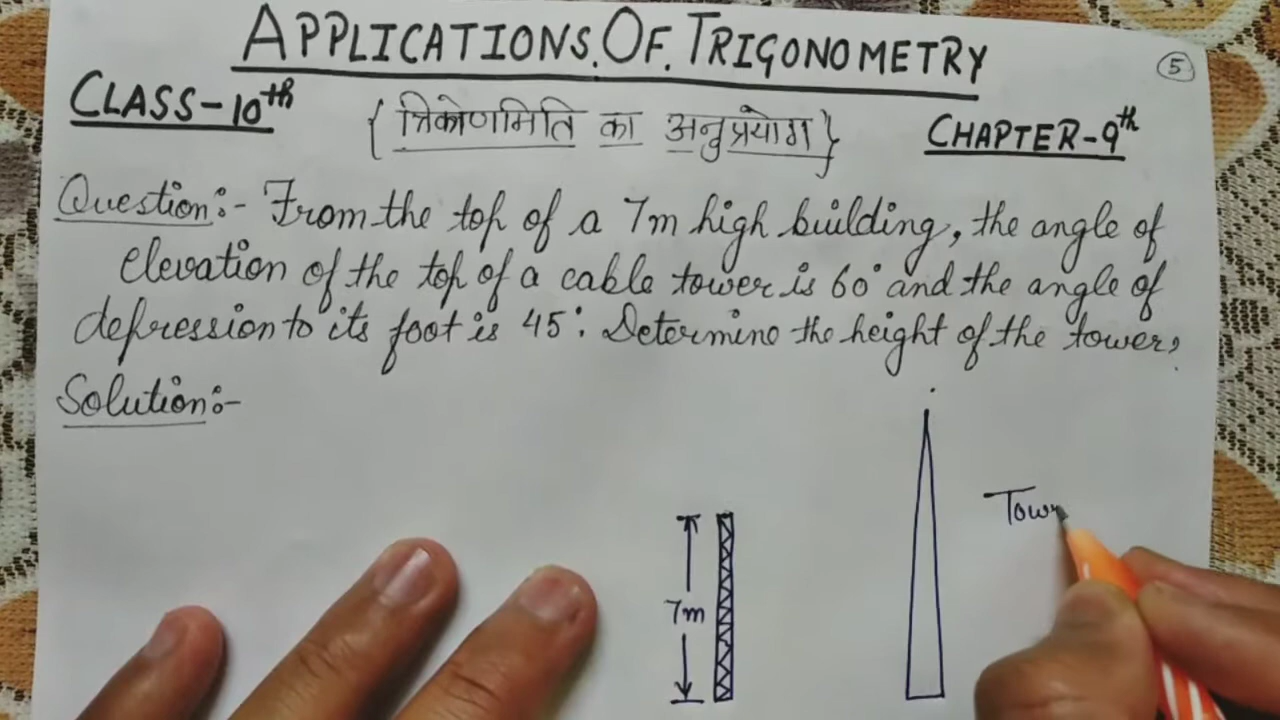 APPLICATIONS. OF. TRIGONOMETRY
5
CLASS-10th
{त्रिकोणमिति का अनुप्रयोग}
CHAPTER-9th
Question:- From the top of a 7m high building, the angle of
elevation of the top of a cable tower is 60° and the angle of
depression to its foot is 45°. Determine the height of the tower,
Solution:-
Tow
7m